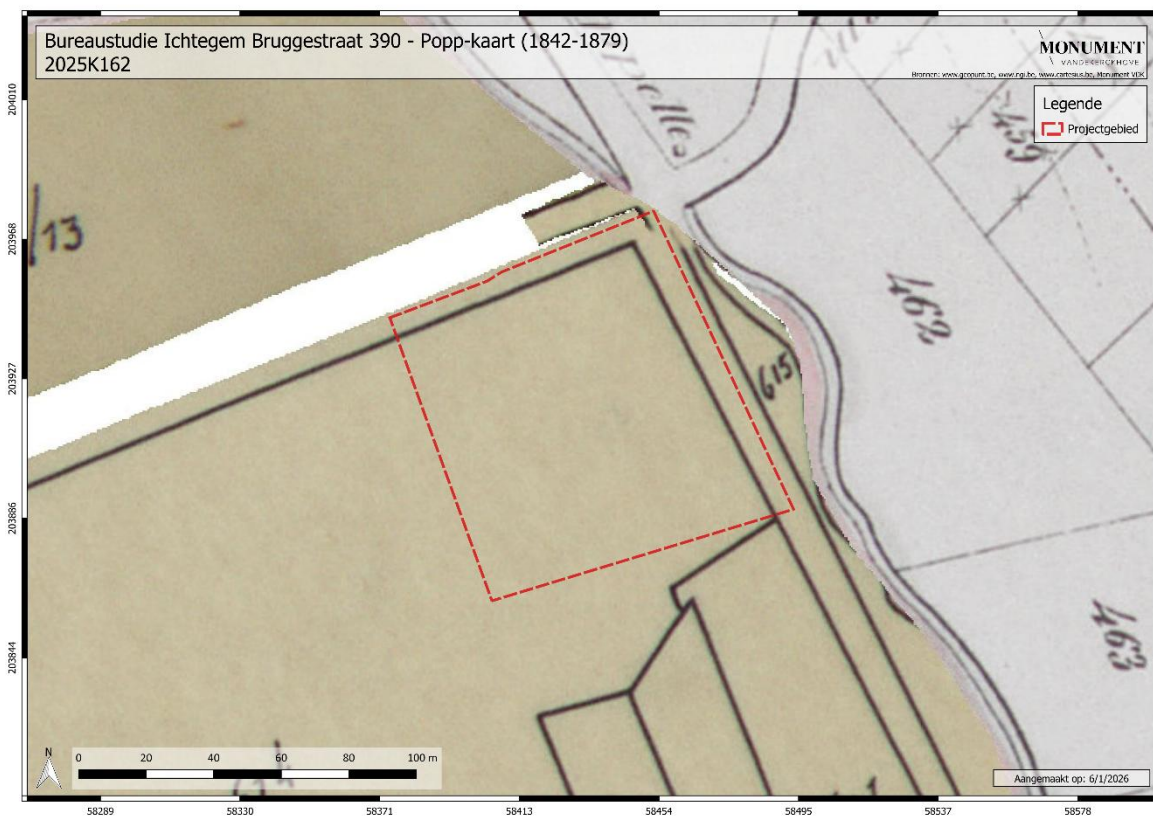 Bureaustudie Ichtegem Bruggestraat 390 - Popp-kaart (1842-1879)
2025K162
MONUMENT
VANDEKERCKHOVE
Bronnen: www.geopunt.be, www.ngi.be, www.cartesius.be, Monument VDK
Legende
Projectgebied
204010
203968
203927
203886
203844
13
654
462
615
463
N
0 20 40 60 80 100 m
Aangemaakt op: 6/1/2026
58289 58330 58371 58413 58454 58495 58537 58578